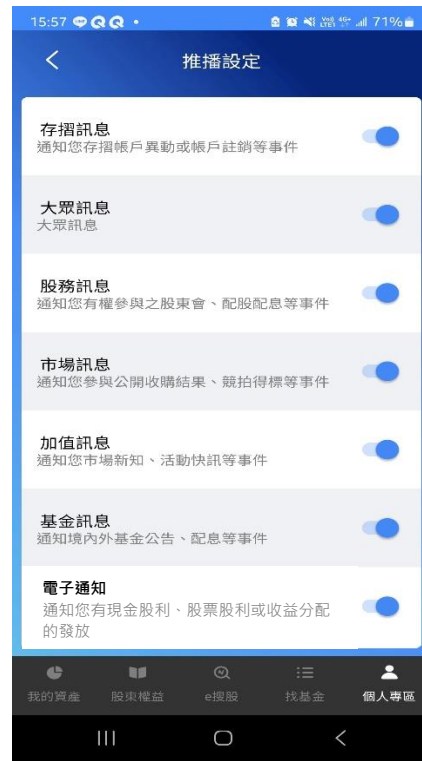 15:57
71%
推播設定
存摺訊息
通知您存摺帳戶異動或帳戶註銷等事件
大眾訊息
大眾訊息
股務訊息
通知您有權參與之股東會、配股配息等事件
市場訊息
通知您參與公開收購結果、競拍得標等事件
加值訊息
通知您市場新知、活動快訊等事件
基金訊息
通知境內外基金公告、配息等事件
電子通知
通知您有現金股利、股票股利或收益分配
的發放
我的資產 股東權益 e搜股 找基金 個人專區